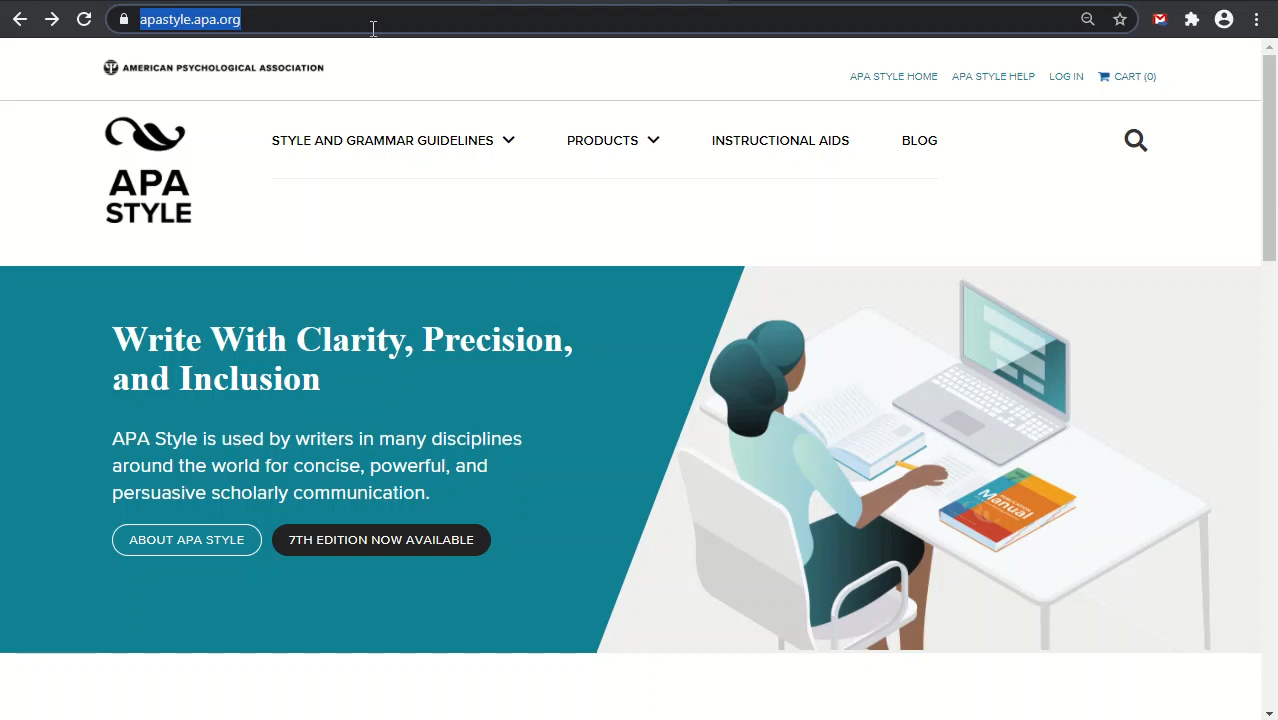 apastyle.apa.org
AMERICAN PSYCHOLOGICAL ASSOCIATION
APA STYLE HOME APA STYLE HELP LOG IN CART (0)
STYLE AND GRAMMAR GUIDELINES PRODUCTS INSTRUCTIONAL AIDS BLOG
APA
STYLE
Write With Clarity, Precision,
and Inclusion
APA Style is used by writers in many disciplines
around the world for concise, powerful, and
persuasive scholarly communication.
ABOUT APA STYLE 7TH EDITION NOW AVAILABLE
Manual